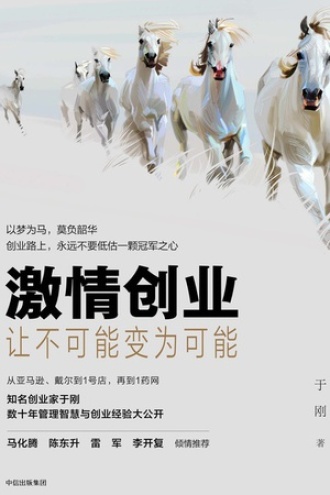 以梦为马，莫负韶华
创业路上，永远不要低估一颗冠军之心
激情创业
让不可能变为可能
从亚马逊、戴尔到1号店，再到1药网
知名创业家于刚
数十年管理智慧与创业经验大公开
马化腾 陈东升 雷军 李开复 倾情推荐
于刚 著
中信出版集团